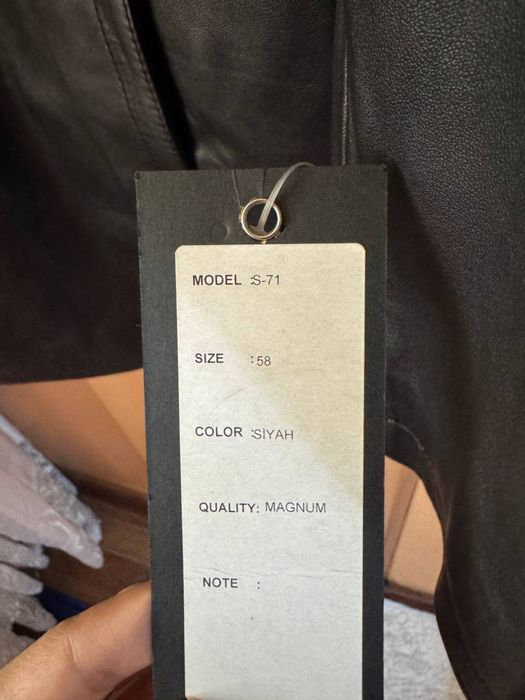 MODEL :S-71
SIZE :58
COLOR :SİYAH
QUALITY: MAGNUM
NOTE :